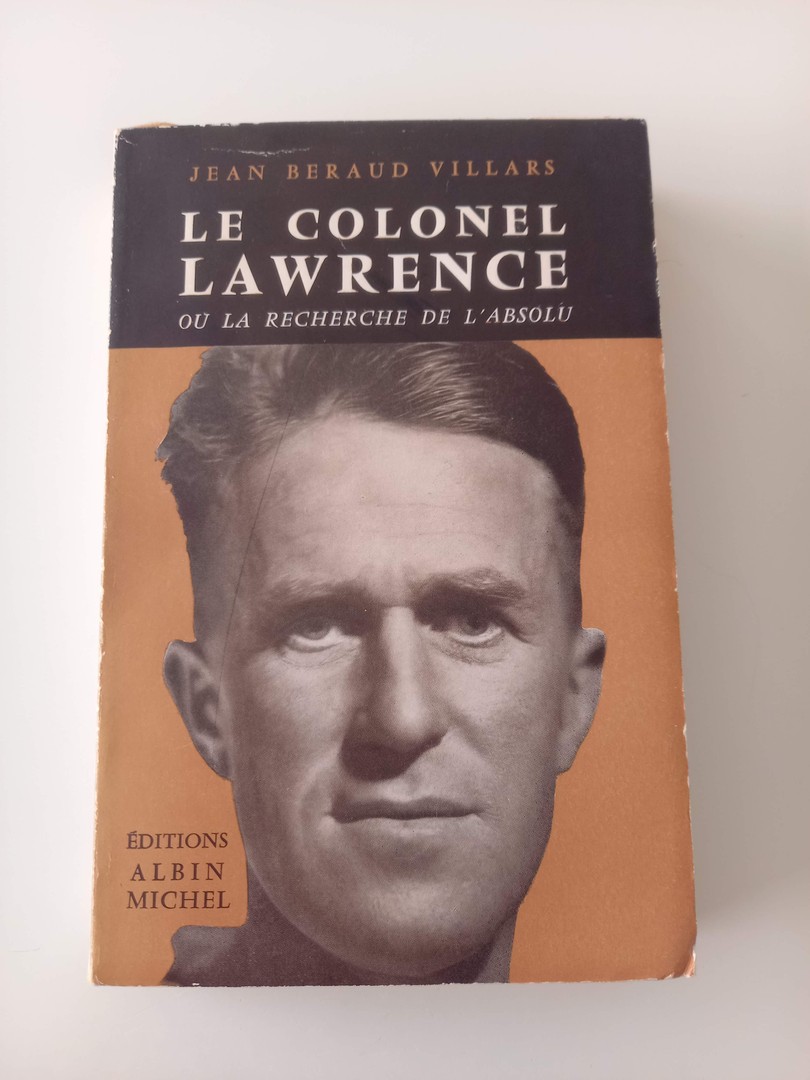 JEAN BERAUD VILLARS
LE COLONEL
LAWRENCE
OU LA RECHERCHE DE L'ABSOLU
ÉDITIONS
ALBIN
MICHEL